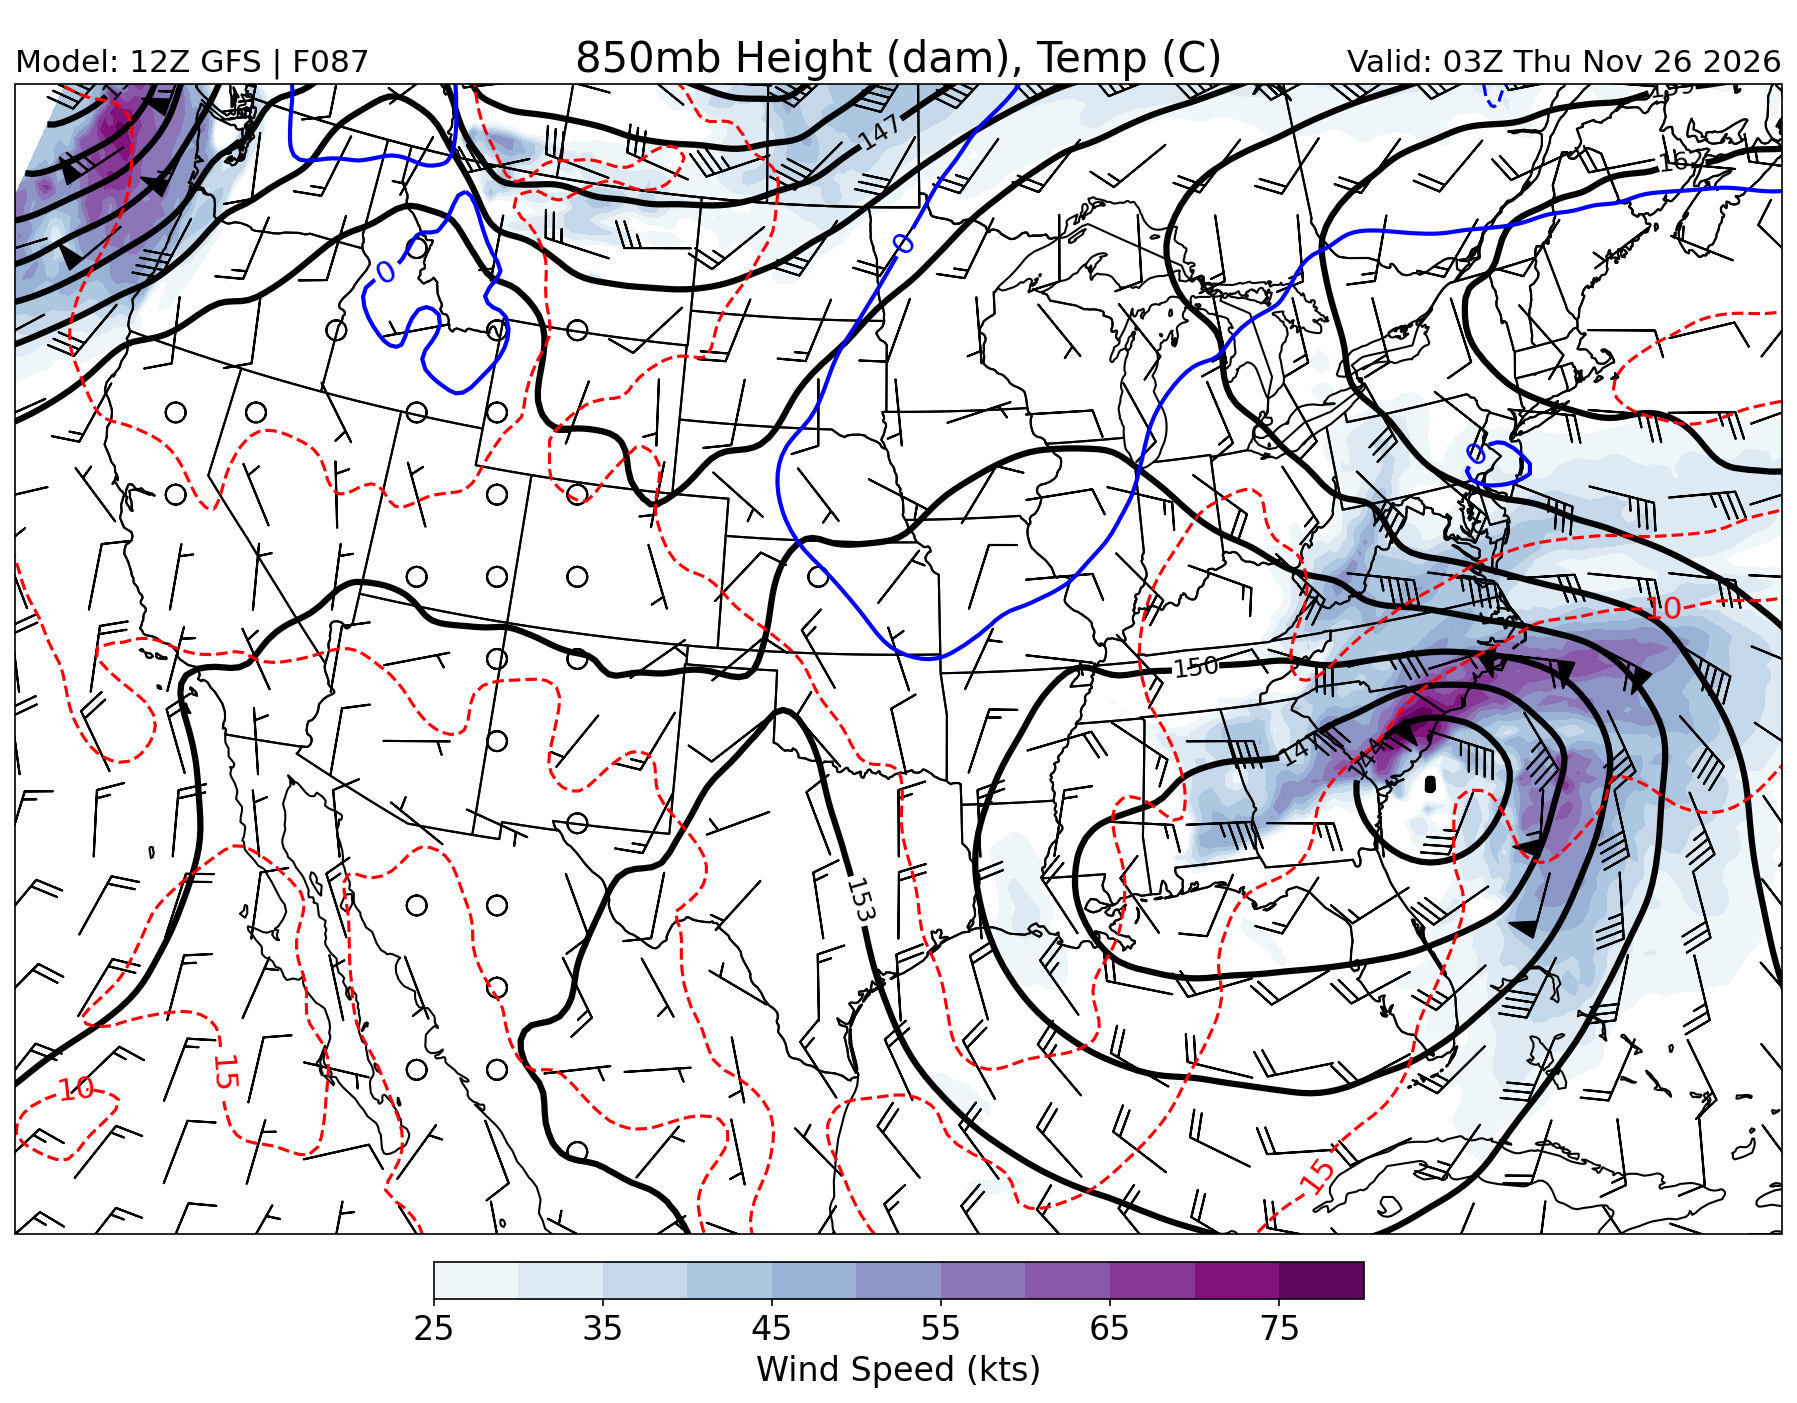 Model: 12Z GFS | F087
850mb Height (dam), Temp (C)
Valid: 03Z Thu Nov 26 2026
147
162
0
0
0
10
150
147
144
153
15
10
15
25 35 45 55 65 75
Wind Speed (kts)